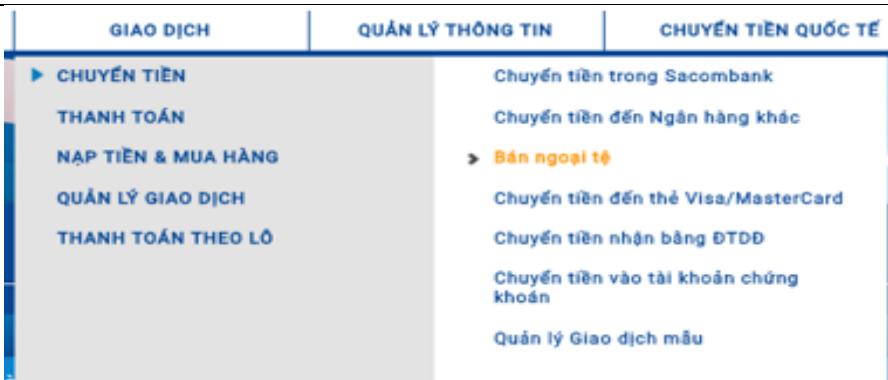 GIAO DỊCH
QUẢN LÝ THÔNG TIN
CHUYỂN TIỀN QUỐC TẾ
CHUYỂN TIỀN
THANH TOÁN
NẠP TIỀN & MUA HÀNG
QUẢN LÝ GIAO DỊCH
THANH TOÁN THEO LÔ
Chuyển tiền trong Sacombank
Chuyển tiền đến Ngân hàng khác
Bán ngoại tệ
Chuyển tiền đến thẻ Visa/MasterCard
Chuyển tiền nhận bằng ĐTDĐ
Chuyển tiền vào tài khoản chứng
khoán
Quản lý Giao dịch mẫu